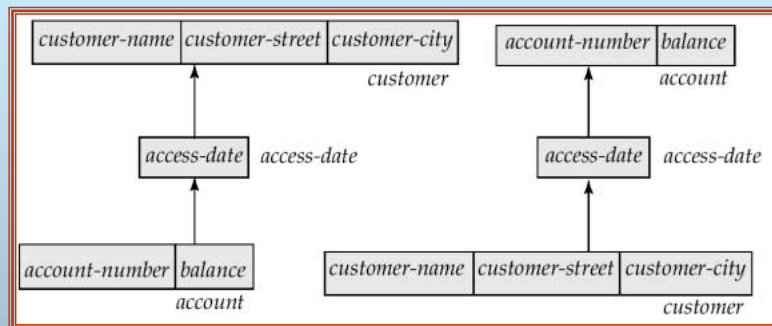 customer-name customer-street customer-city
customer
access-date access-date
account-number balance
account
account-number balance
account
access-date access-date
customer-name customer-street customer-city
customer